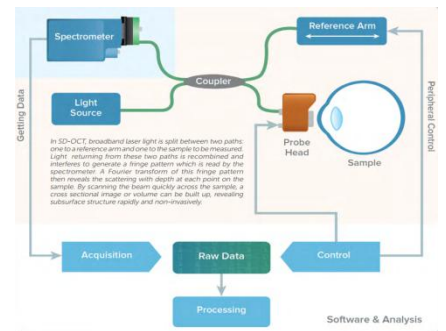 Spectrometer
Reference Arm
Coupler
Light
Source
Getting Data
Peripheral Control
In SD-OCT, broadband laser light is split between two paths:
one to a reference arm and one to the sample to be measured.
Light returning from these two paths is recombined and
interferes to generate a fringe pattern which is read by the
spectrometer. A Fourier transform of this fringe pattern
then reveals the scattering with depth at each point on the
sample. By scanning the beam quickly across the sample, a
cross sectional image or volume can be built up, revealing
subsurface structure rapidly and non-invasively.
Probe
Head
Sample
Acquisition
Raw Data
Control
Processing
Software & Analysis